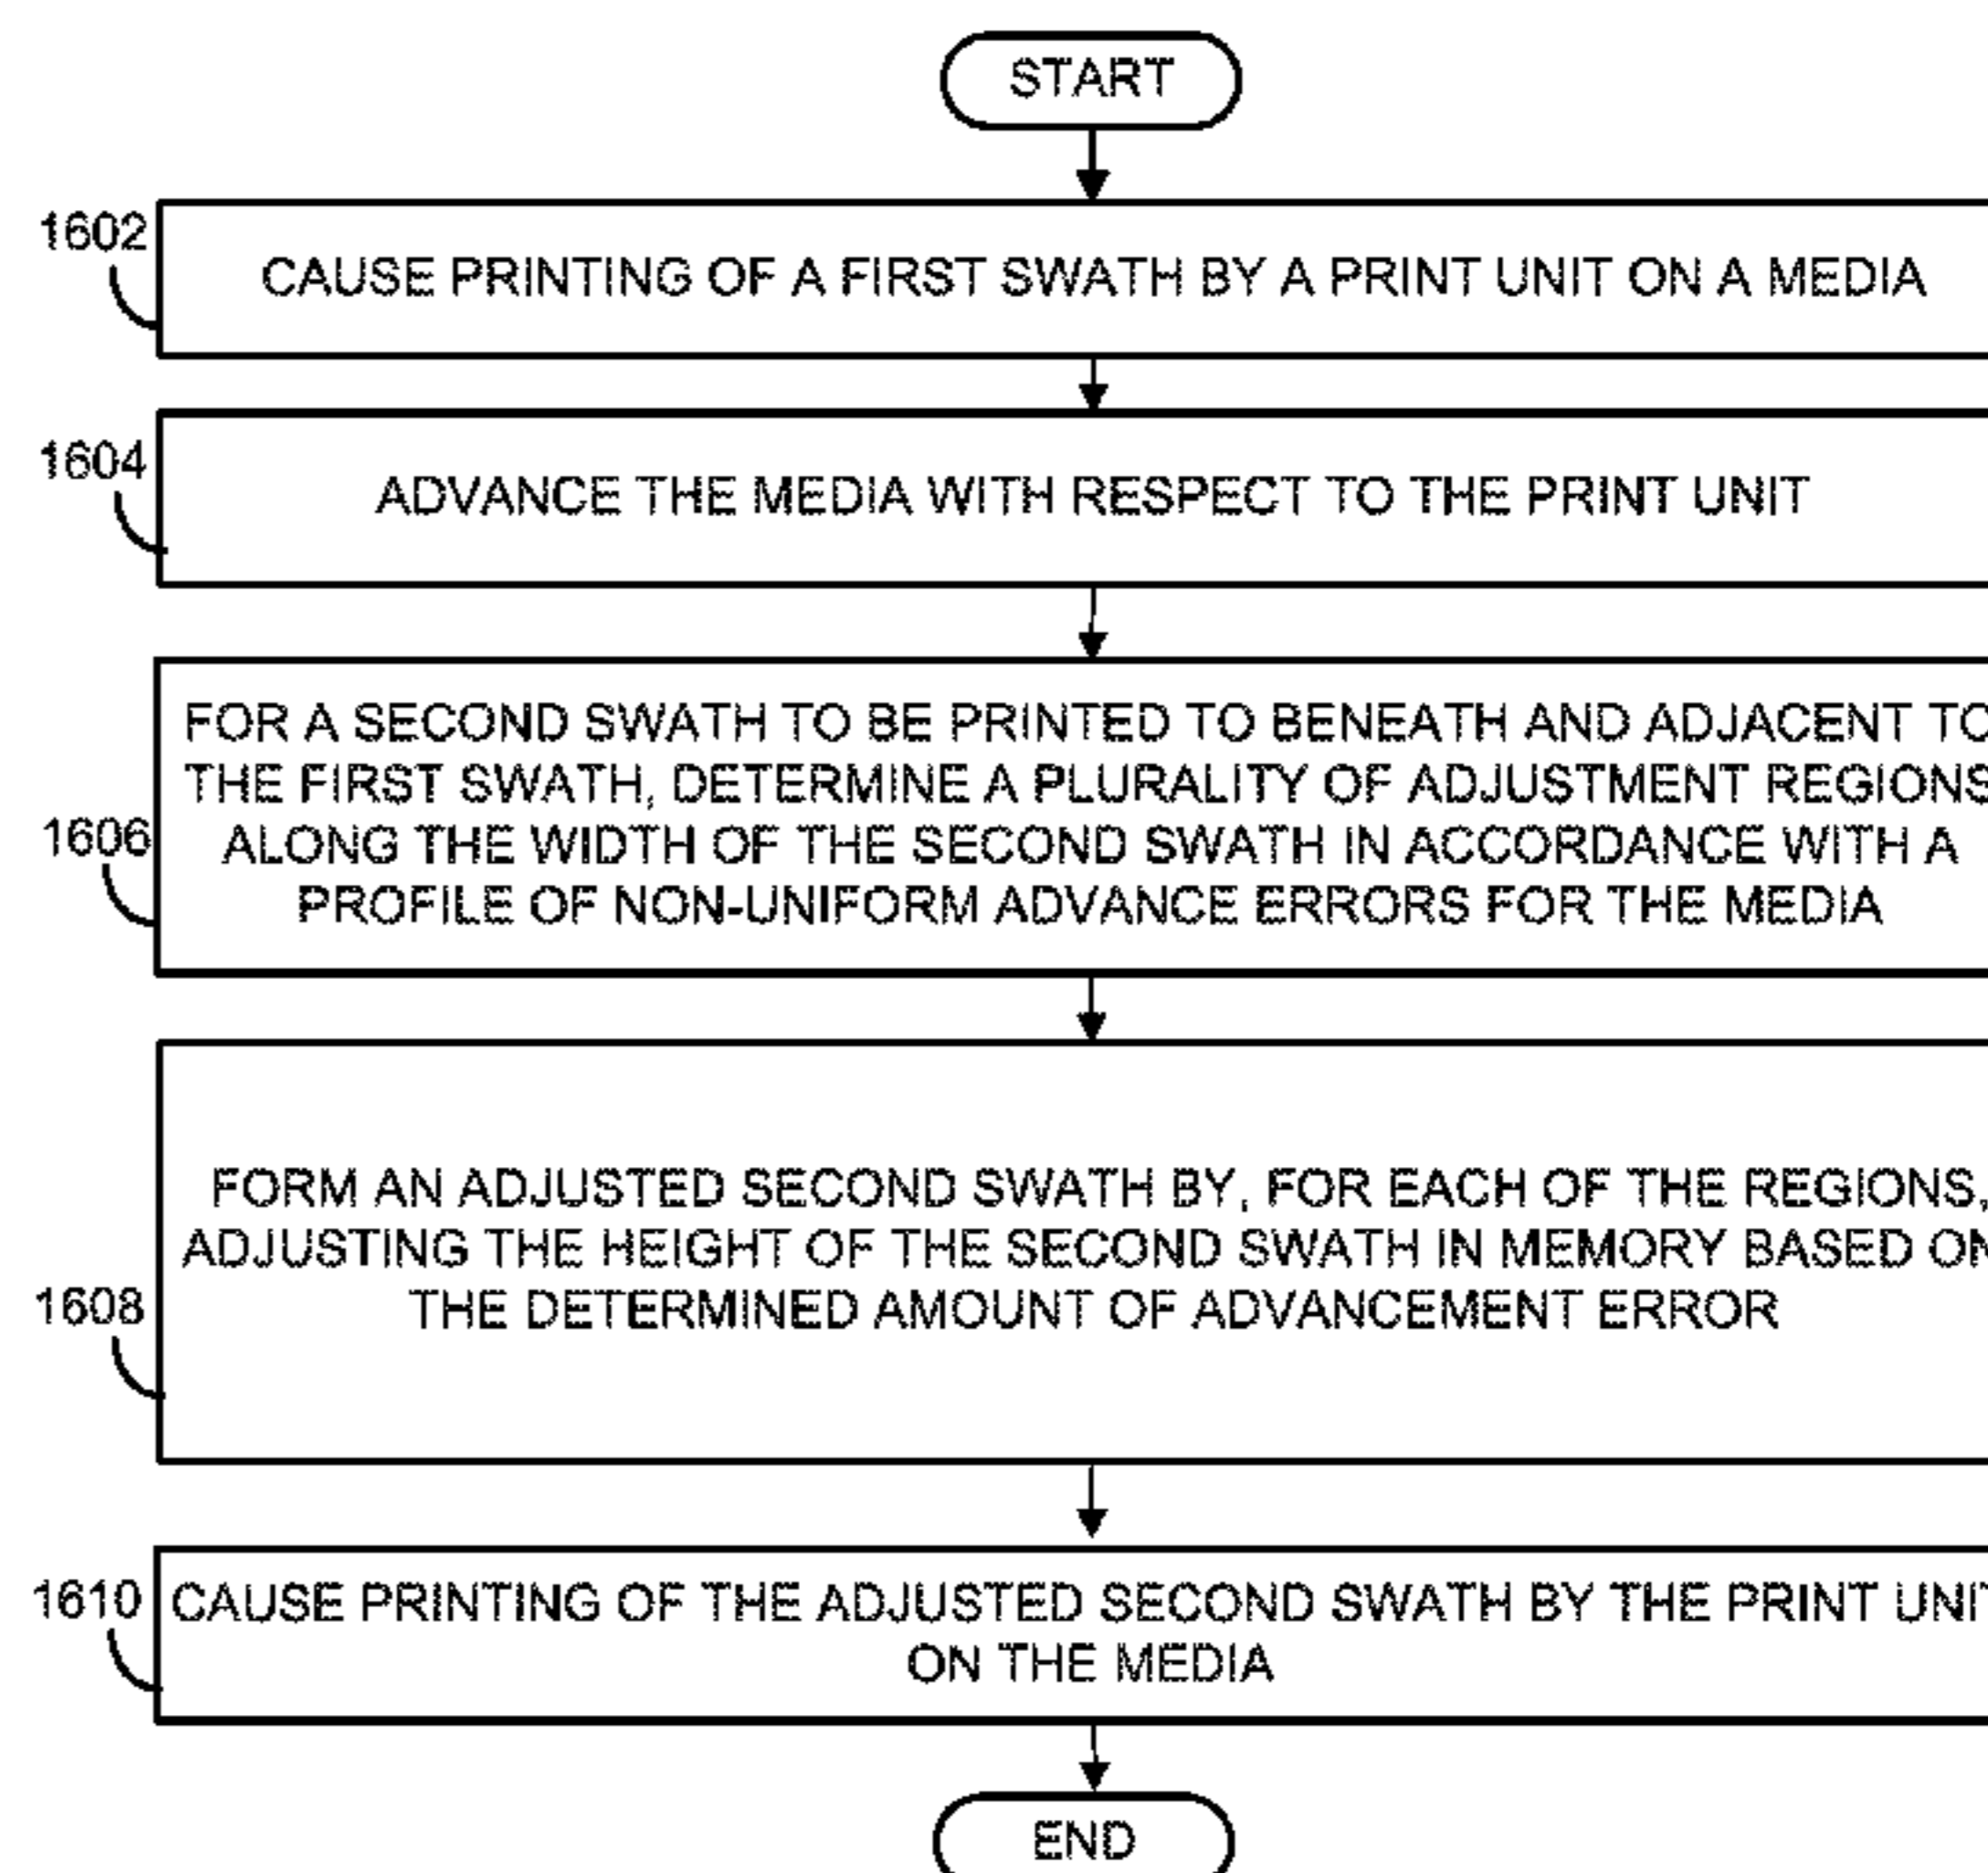 START
1602
CAUSE PRINTING OF A FIRST SWATH BY A PRINT UNIT ON A MEDIA
1604
ADVANCE THE MEDIA WITH RESPECT TO THE PRINT UNIT
1606
FOR A SECOND SWATH TO BE PRINTED TO BENEATH AND ADJACENT TO
THE FIRST SWATH, DETERMINE A PLURALITY OF ADJUSTMENT REGIONS
ALONG THE WIDTH OF THE SECOND SWATH IN ACCORDANCE WITH A
PROFILE OF NON-UNIFORM ADVANCE ERRORS FOR THE MEDIA
1608
FORM AN ADJUSTED SECOND SWATH BY, FOR EACH OF THE REGIONS,
ADJUSTING THE HEIGHT OF THE SECOND SWATH IN MEMORY BASED ON
THE DETERMINED AMOUNT OF ADVANCEMENT ERROR
1610
CAUSE PRINTING OF THE ADJUSTED SECOND SWATH BY THE PRINT UNIT
ON THE MEDIA
END